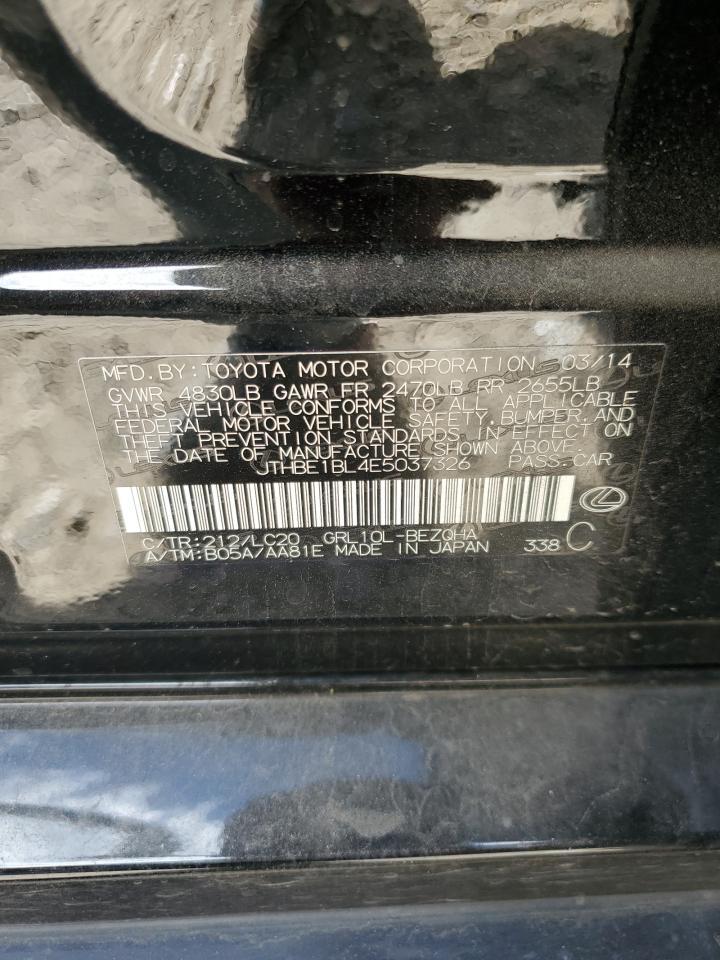 MFD.BY:TOYOTA MOTOR CORPORATION 03/14
GVWR 4830LB GAWR FR 2470LB RR 2655LB
THIS VEHICLE CONFORMS TO ALL APPLICABLE
FEDERAL MOTOR VEHICLE SAFETY, BUMPER, AND
THEFT PREVENTION STANDARDS IN EFFECT ON
THE DATE OF MANUFACTURE SHOWN ABOVE.
JTHBE1BL4E5037326 PASS.CAR
C/TR:212/LC20 GRL10L-BEZQHA
A/TM:B05A/AA81E MADE IN JAPAN 338 C